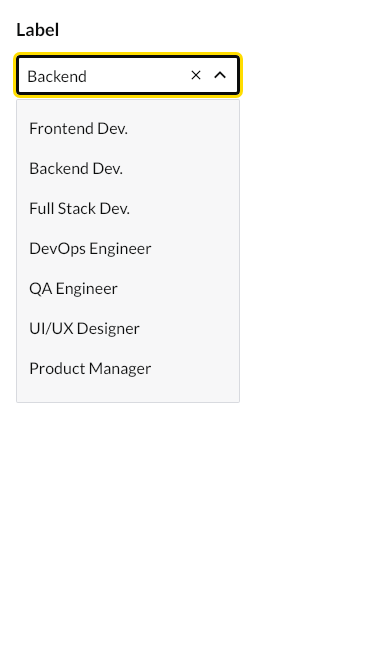 Label
Backend
Frontend Dev.
Backend Dev.
Full Stack Dev.
DevOps Engineer
QA Engineer
UI/UX Designer
Product Manager